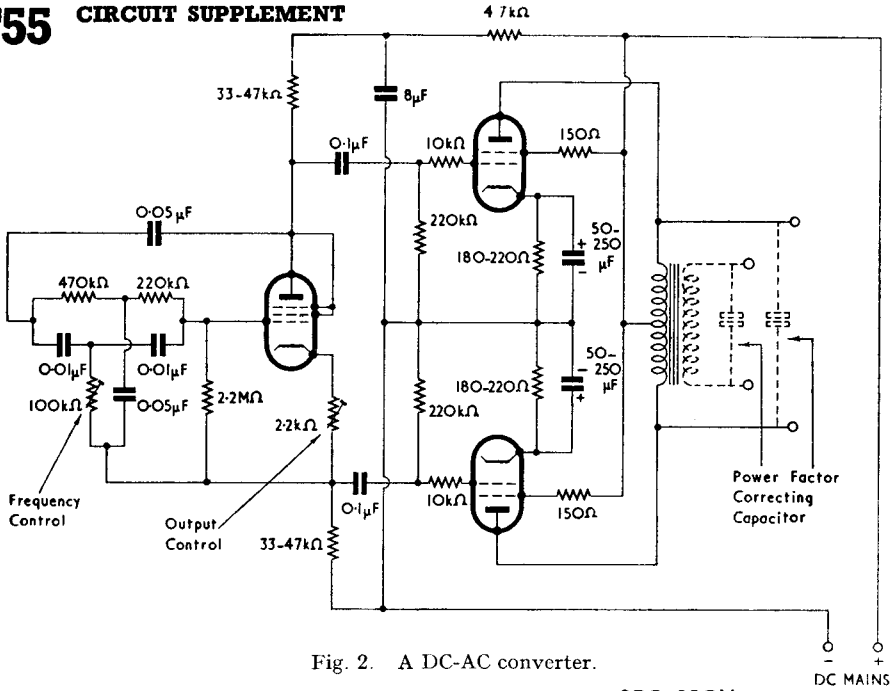 '55 CIRCUIT SUPPLEMENT
4 7kΩ
33-47kΩ
8μF
0·1μF
10kΩ
150Ω
0·05μF
220kΩ
50-
250
μF
+
-
180-220Ω
470kΩ
220kΩ
0·01μF
0·01μF
100kΩ
0·05μF
2·2MΩ
2·2kΩ
180-220Ω
50-
250
μF
-
+
220kΩ
Frequency
Control
Output
Control
0·1μF
10kΩ
150Ω
33-47kΩ
Power Factor
Correcting
Capacitor
Fig. 2. A DC-AC converter.
- +
DC MAINS